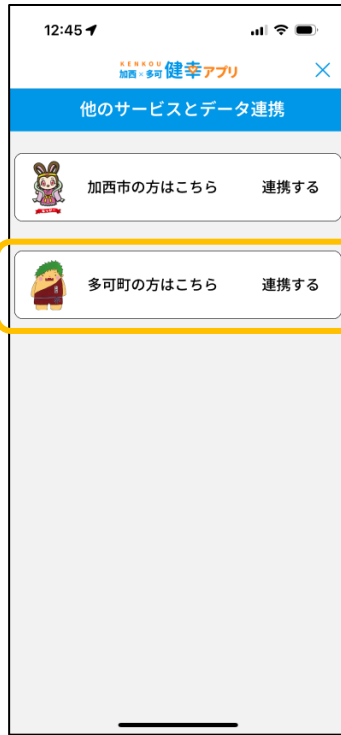 12:45
KENKOU
加西×多可 健幸アプリ
他のサービスとデータ連携
加西市の方はこちら 連携する
多可町の方はこちら 連携する